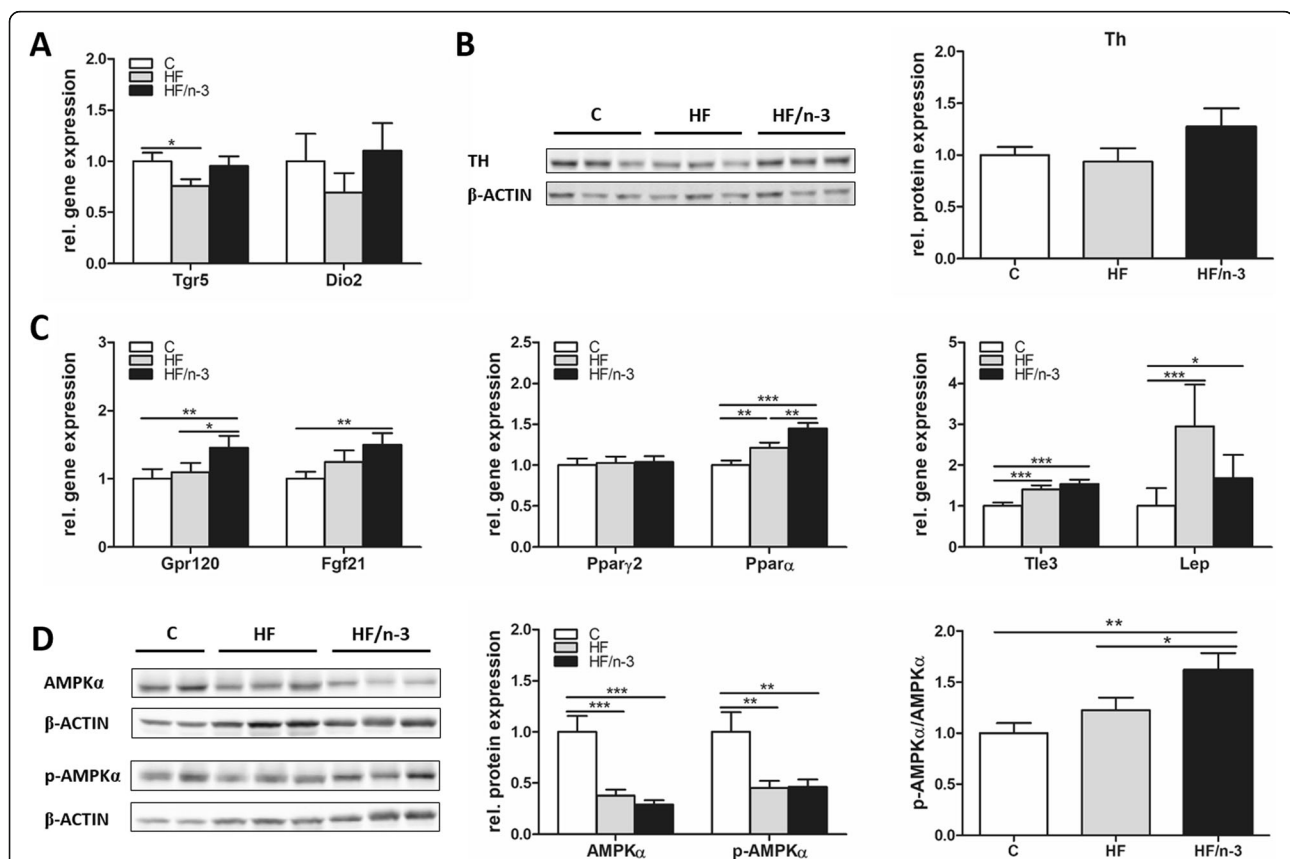 A
rel. gene expression
2.0
1.5
1.0
0.5
0.0
C
HF
HF/n-3
*
Tgr5 Dio2
B
C HF HF/n-3
TH
β-ACTIN
Th
rel. protein expression
2.0
1.5
1.0
0.5
0.0
C HF HF/n-3
C
rel. gene expression
3
2
1
0
C
HF
HF/n-3
**
*
**
Gpr120 Fgf21
rel. gene expression
2.5
2.0
1.5
1.0
0.5
0.0
C
HF
HF/n-3
***
** **
Pparγ2 Pparα
rel. gene expression
5
4
3
2
1
0
C
HF
HF/n-3
***
***
*
***
Tle3 Lep
D
C HF HF/n-3
AMPKα
β-ACTIN
p-AMPKα
β-ACTIN
rel. protein expression
2.0
1.5
1.0
0.5
0.0
C
HF
HF/n-3
***
***
**
**
AMPKα p-AMPKα
p-AMPKα/AMPKα
2.0
1.5
1.0
0.5
0.0
**
*
C HF HF/n-3